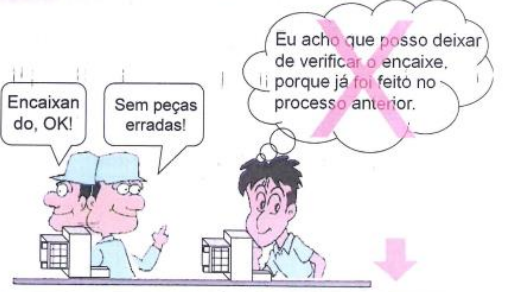 Encaixan
do, OK!
Sem peças
erradas!
Eu acho que posso deixar
de verificar o encaixe,
porque já foi feito no
processo anterior.